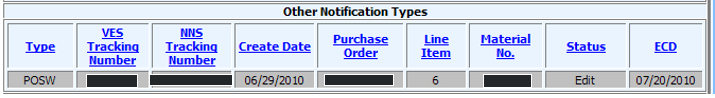 Other Notification Types
Type VES Tracking Number NNS Tracking Number Create Date Purchase Order Line Item Material No. Status ECD
POSW 06/29/2010 6 Edit 07/20/2010